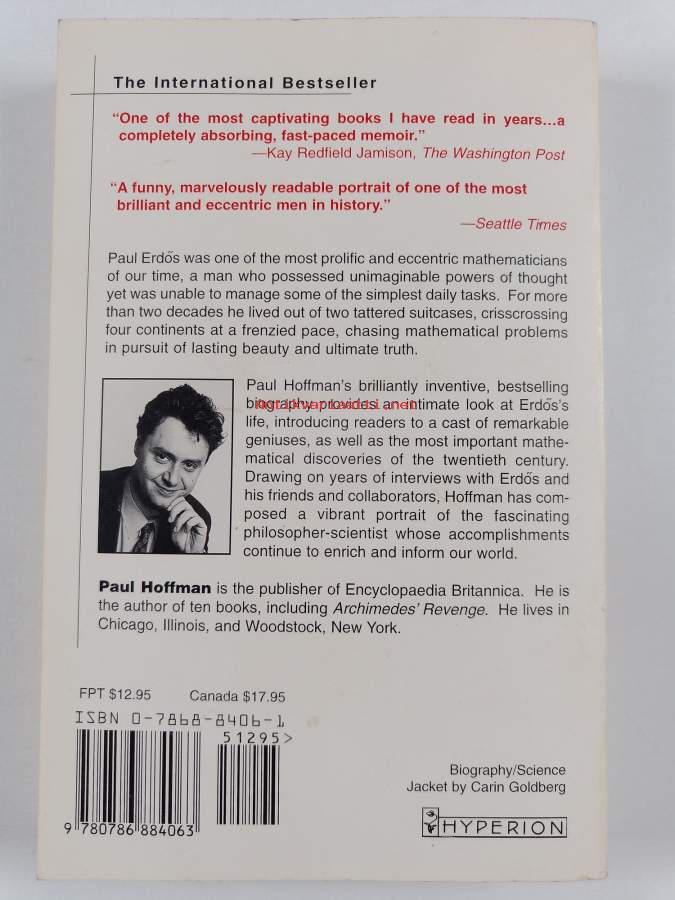 The International Bestseller
“One of the most captivating books I have read in years...a
completely absorbing, fast-paced memoir.”
—Kay Redfield Jamison, The Washington Post
“A funny, marvelously readable portrait of one of the most
brilliant and eccentric men in history.”
—Seattle Times
Paul Erdős was one of the most prolific and eccentric mathematicians
of our time, a man who possessed unimaginable powers of thought
yet was unable to manage some of the simplest daily tasks. For more
than two decades he lived out of two tattered suitcases, crisscrossing
four continents at a frenzied pace, chasing mathematical problems
in pursuit of lasting beauty and ultimate truth.
Paul Hoffman’s brilliantly inventive, bestselling
biography provides an intimate look at Erdős’s
life, introducing readers to a cast of remarkable
geniuses, as well as the most important mathe-
matical discoveries of the twentieth century.
Drawing on years of interviews with Erdős and
his friends and collaborators, Hoffman has com-
posed a vibrant portrait of the fascinating
philosopher-scientist whose accomplishments
continue to enrich and inform our world.
Paul Hoffman is the publisher of Encyclopaedia Britannica. He is
the author of ten books, including Archimedes’ Revenge. He lives in
Chicago, Illinois, and Woodstock, New York.
FPT $12.95 Canada $17.95
ISBN 0-7868-8406-1
51295>
9 780786 884063
Biography/Science
Jacket by Carin Goldberg
HYPERION